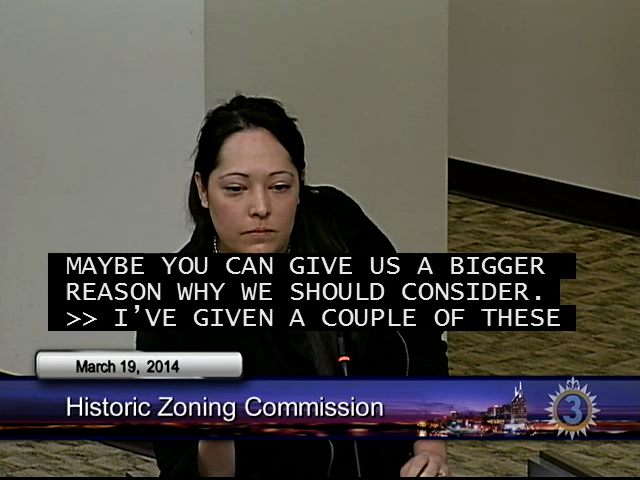 MAYBE YOU CAN GIVE US A BIGGER
REASON WHY WE SHOULD CONSIDER.
>> I'VE GIVEN A COUPLE OF THESE
March 19, 2014
Historic Zoning Commission
3